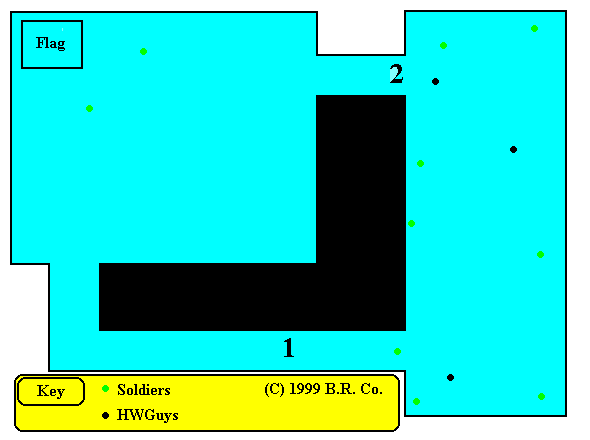 Flag
2
1
Key
Soldiers
(C) 1999 B.R. Co.
HWGuys